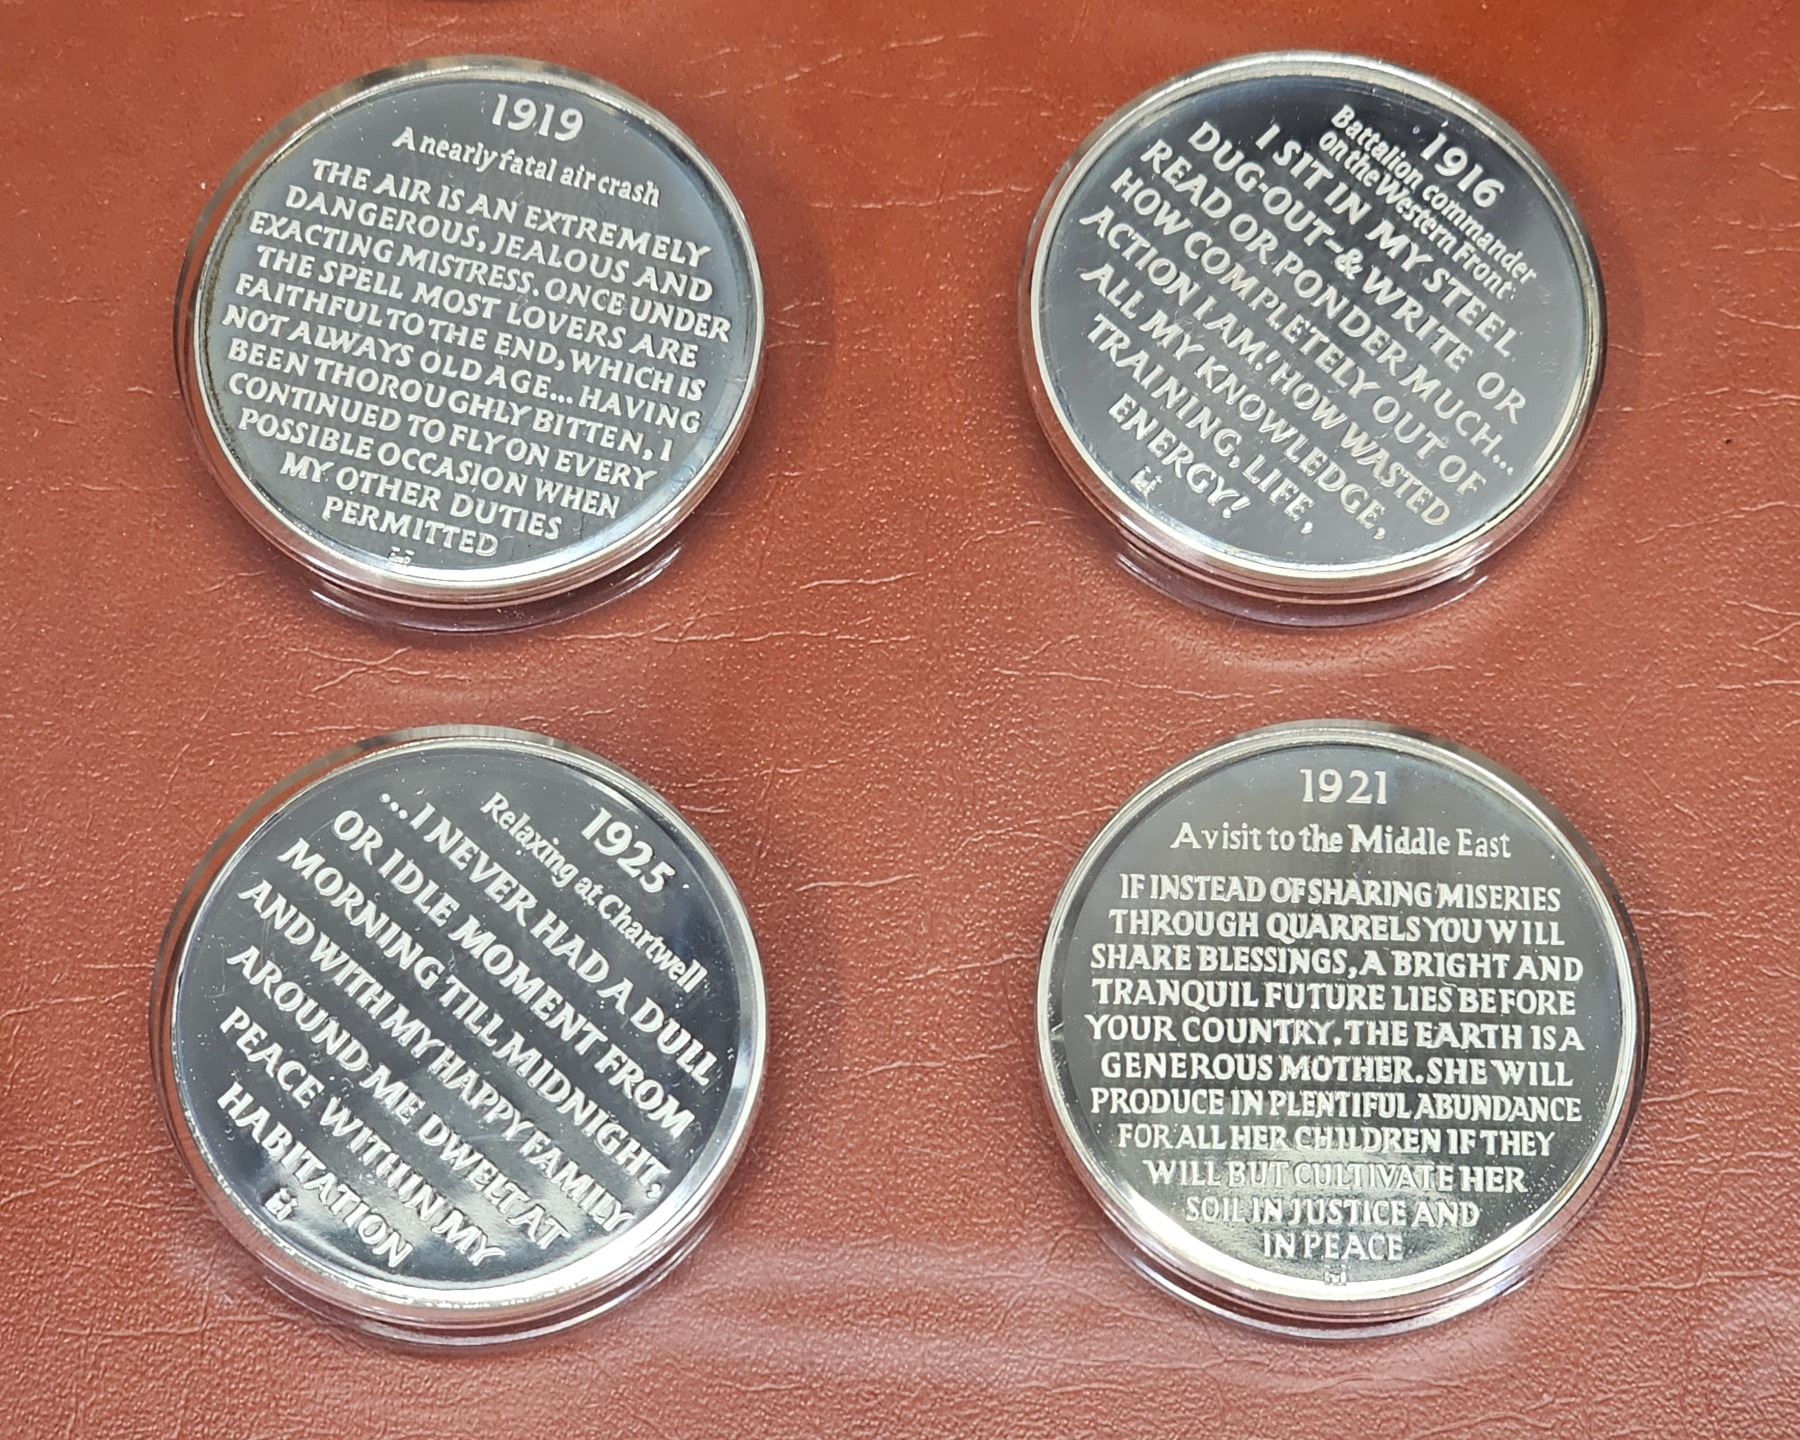 1919
A nearly fatal air crash
THE AIR IS AN EXTREMELY
DANGEROUS, JEALOUS AND
EXACTING MISTRESS. ONCE UNDER
THE SPELL MOST LOVERS ARE
FAITHFUL TO THE END, WHICH IS
NOT ALWAYS OLD AGE... HAVING
BEEN THOROUGHLY BITTEN, I
CONTINUED TO FLY ON EVERY
POSSIBLE OCCASION WHEN
MY OTHER DUTIES
PERMITTED
1916
Battalion commander
on the Western Front
I SIT IN MY STEEL
DUG-OUT-& WRITE OR
READ OR PONDER MUCH...
HOW COMPLETELY OUT OF
ACTION I AM! HOW WASTED
ALL MY KNOWLEDGE,
TRAINING, LIFE,
ENERGY!
1925
Relaxing at Chartwell
...I NEVER HAD A DULL
OR IDLE MOMENT FROM
MORNING TILL MIDNIGHT,
AND WITH MY HAPPY FAMILY
AROUND ME DWELT AT
PEACE WITHIN MY
HABITATION
1921
A visit to the Middle East
IF INSTEAD OF SHARING MISERIES
THROUGH QUARRELS YOU WILL
SHARE BLESSINGS, A BRIGHT AND
TRANQUIL FUTURE LIES BEFORE
YOUR COUNTRY. THE EARTH IS A
GENEROUS MOTHER. SHE WILL
PRODUCE IN PLENTIFUL ABUNDANCE
FOR ALL HER CHILDREN IF THEY
WILL BUT CULTIVATE HER
SOIL IN JUSTICE AND
IN PEACE